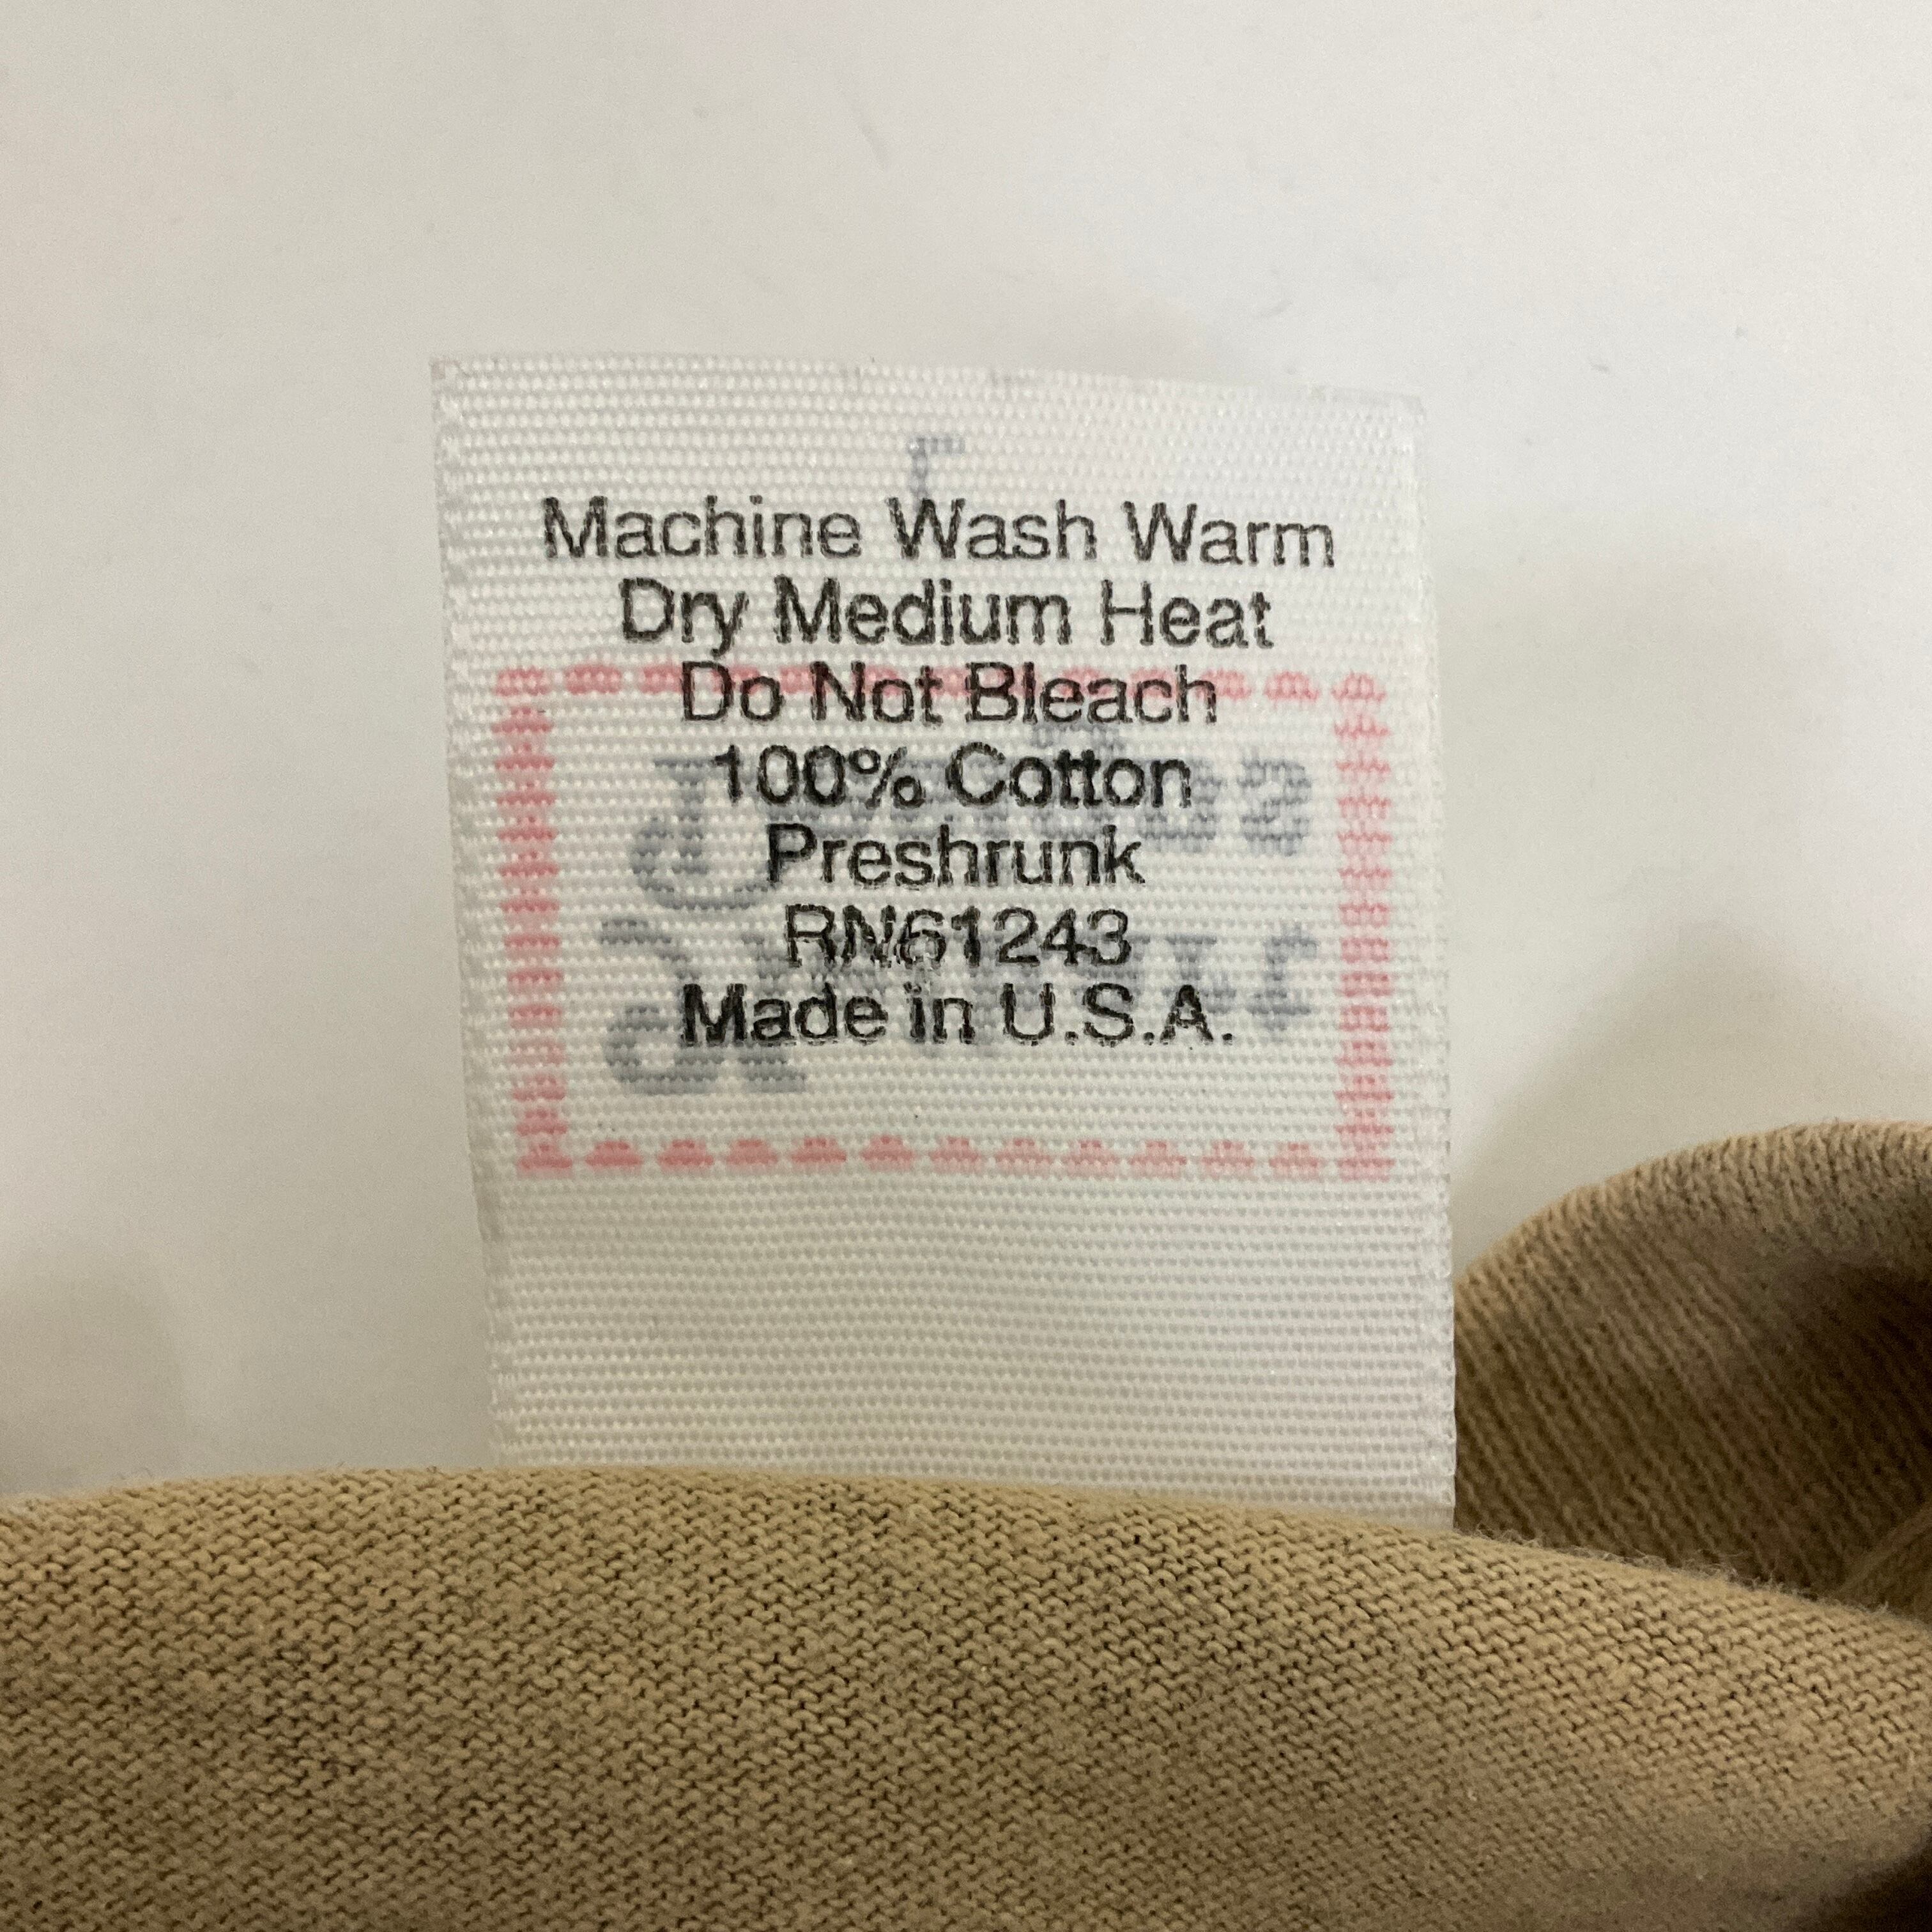 Machine Wash Warm
Dry Medium Heat
Do Not Bleach
100% Cotton
Preshrunk
RN61243
Made in U.S.A.